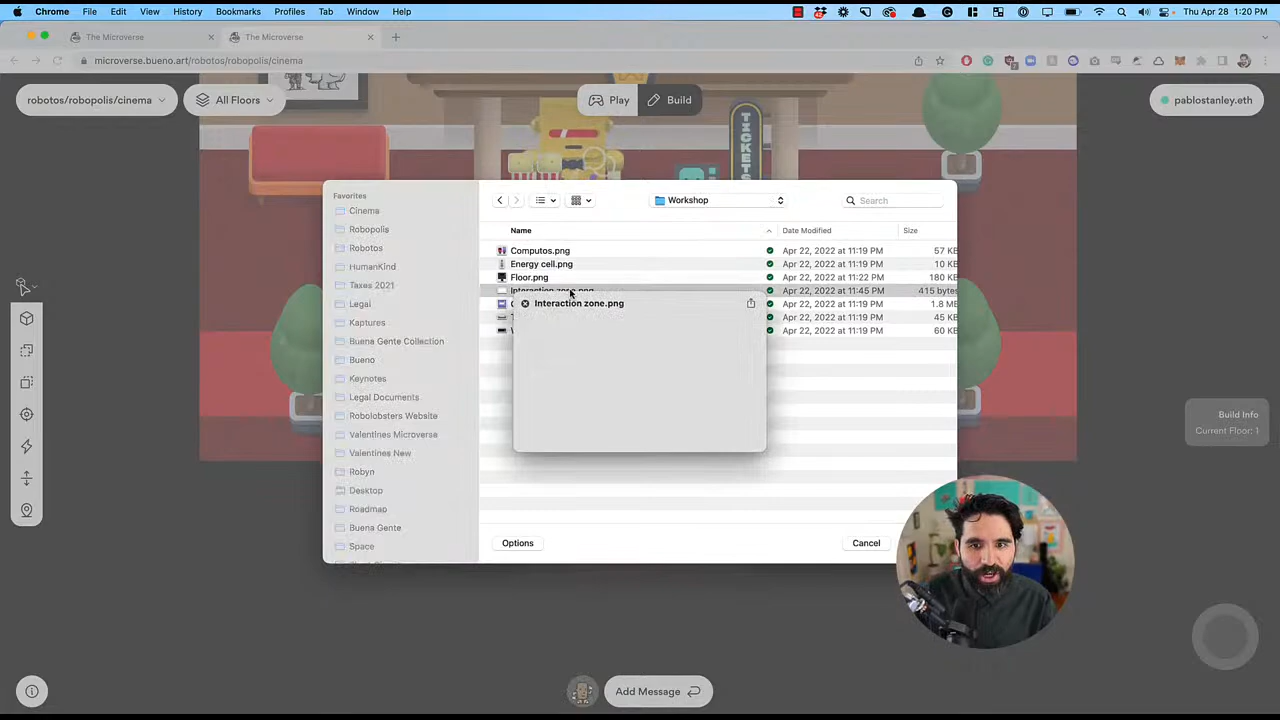 Chrome File Edit View History Bookmarks Profiles Tab Window Help
Thu Apr 28 1:20 PM
The Microverse
The Microverse
microverse.bueno.art/robotos/robopolis/cinema
robotos/robopolis/cinema
All Floors
Play
Build
pablostanley.eth
TICKETS
Favorites
Cinema
Robopolis
Robotos
HumanKind
Taxes 2021
Legal
Kaptures
Buena Gente Collection
Bueno
Keynotes
Legal Documents
Robolobsters Website
Valentines Microverse
Valentines New
Robyn
Desktop
Roadmap
Buena Gente
Space
Workshop
Search
Name Date Modified Size
Computos.png Apr 22, 2022 at 11:19 PM 57 KB
Energy cell.png Apr 22, 2022 at 11:19 PM 10 KB
Floor.png Apr 22, 2022 at 11:22 PM 180 KB
Interaction zone.png Apr 22, 2022 at 11:45 PM 415 bytes
Apr 22, 2022 at 11:19 PM 1.8 MB
Apr 22, 2022 at 11:19 PM 45 KB
Apr 22, 2022 at 11:19 PM 60 KB
Interaction zone.png
Options
Cancel
Build Info
Current Floor: 1
Add Message